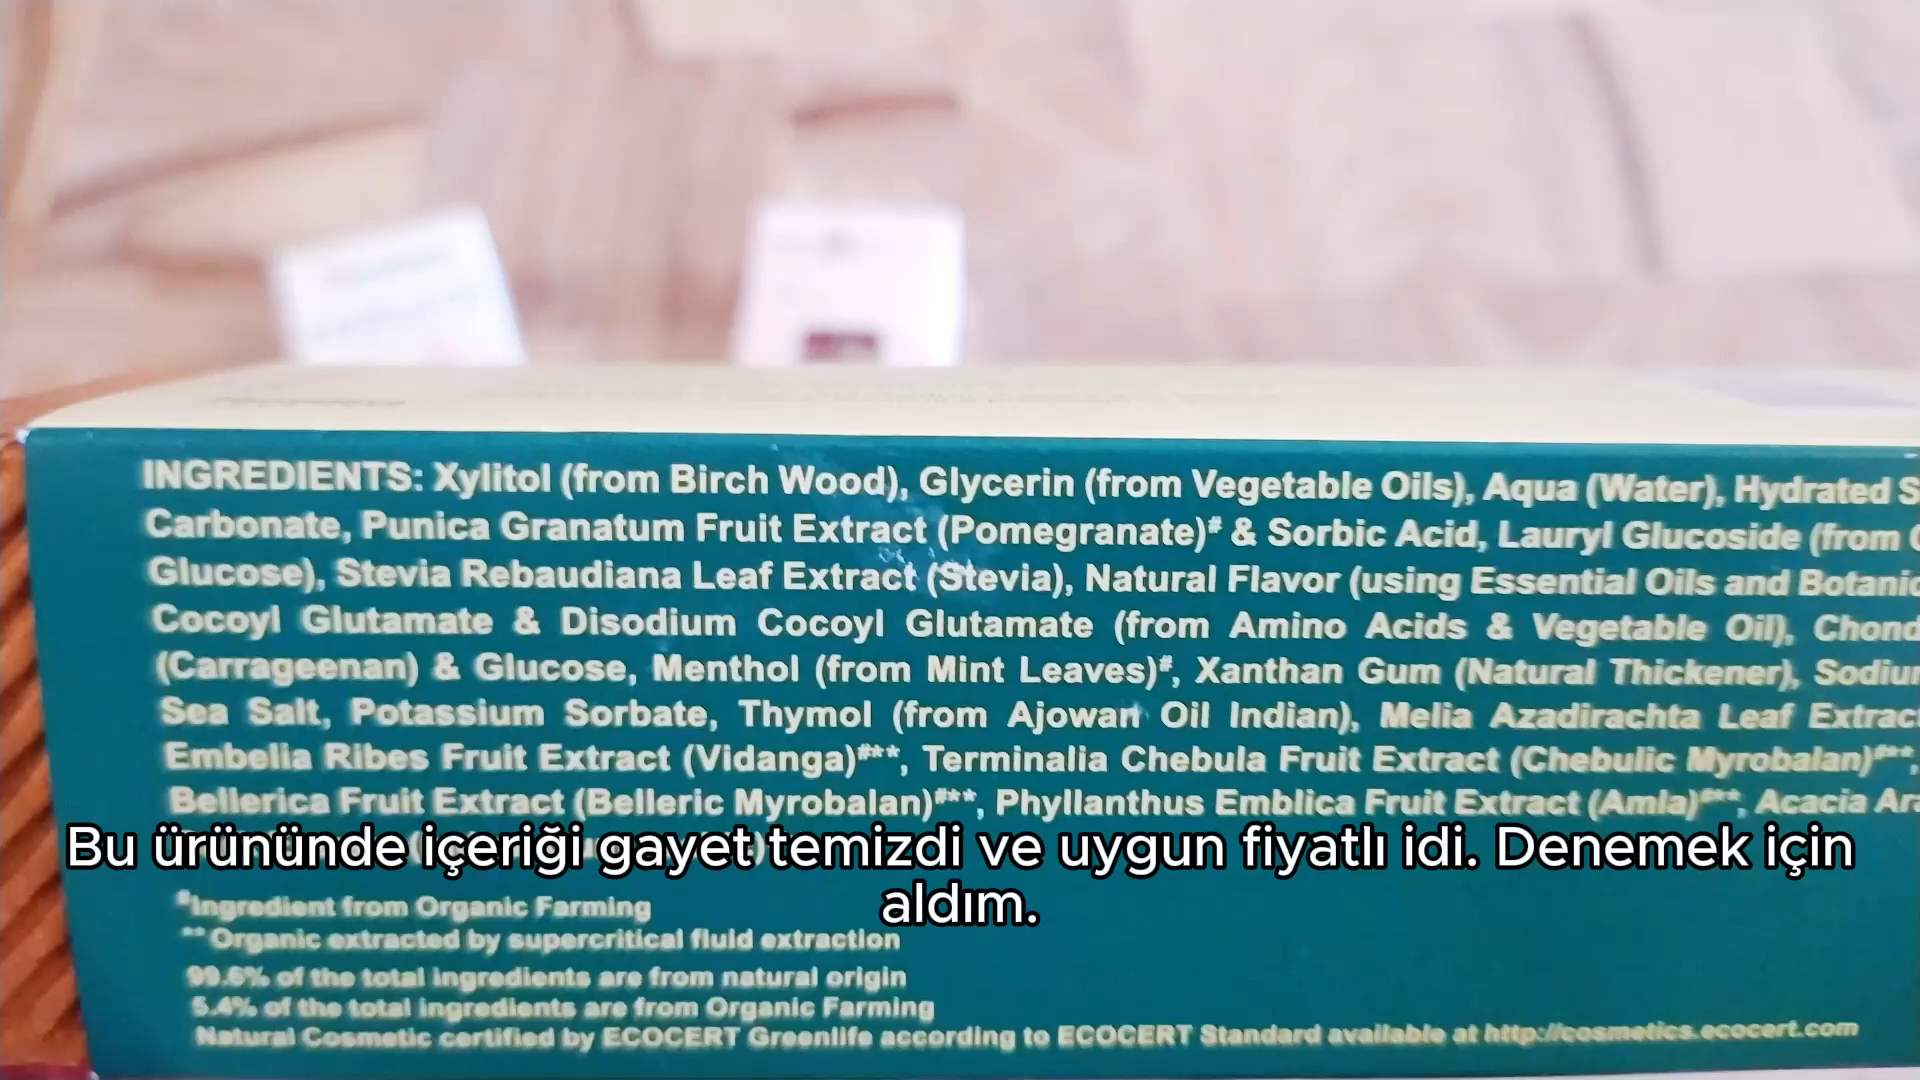 INGREDIENTS: Xylitol (from Birch Wood), Glycerin (from Vegetable Oils), Aqua (Water), Hydrated
Carbonate, Punica Granatum Fruit Extract (Pomegranate)# & Sorbic Acid, Lauryl Glucoside (from
Glucose), Stevia Rebaudiana Leaf Extract (Stevia), Natural Flavor (using Essential Oils and
Cocoyl Glutamate & Disodium Cocoyl Glutamate (from Amino Acids & Vegetable Oil),
(Carrageenan) & Glucose, Menthol (from Mint Leaves)#, Xanthan Gum (Natural Thickener),
Sea Salt, Potassium Sorbate, Thymol (from Ajowan Oil Indian), Melia Azadirachta Leaf
Embelia Ribes Fruit Extract (Vidanga)#**, Terminalia Chebula Fruit Extract (Chebulic Myrobalan)#**,
Bellerica Fruit Extract (Belleric Myrobalan)#**, Phyllanthus Emblica Fruit Extract (Amla)#**, Acacia
Bu ürününde içeriği gayet temizdi ve uygun fiyatlı idi. Denemek için
aldım.
#Ingredient from Organic Farming
**Organic extracted by supercritical fluid extraction
99.6% of the total ingredients are from natural origin
5.4% of the total ingredients are from Organic Farming
Natural Cosmetic certified by ECOCERT Greenlife according to ECOCERT Standard available at http://cosmetics.ecocert.com